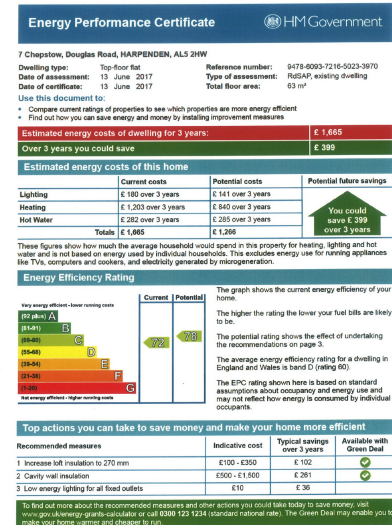 Energy Performance Certificate
HM Government
7 Chepstow, Douglas Road, HARPENDEN, AL5 2HW
Dwelling type: Top-floor flat
Date of assessment: 13 June 2017
Date of certificate: 13 June 2017
Reference number: 9478-6093-7216-5023-3970
Type of assessment: RdSAP, existing dwelling
Total floor area: 63 m²
Use this document to:
• Compare current ratings of properties to see which properties are more energy efficient
• Find out how you can save energy and money by installing improvement measures
Estimated energy costs of dwelling for 3 years: £ 1,665
Over 3 years you could save £ 399
Estimated energy costs of this home
Current costs Potential costs Potential future savings
Lighting £ 180 over 3 years £ 141 over 3 years
Heating £ 1,203 over 3 years £ 840 over 3 years
Hot Water £ 282 over 3 years £ 285 over 3 years
Totals £ 1,665 £ 1,266
You could
save £ 399
over 3 years
These figures show how much the average household would spend in this property for heating, lighting and hot
water and is not based on energy used by individual households. This excludes energy use for running appliances
like TVs, computers and cookers, and electricity generated by microgeneration.
Energy Efficiency Rating
Current Potential
Very energy efficient - lower running costs
(92 plus) A
(81-91) B
(69-80) C
(55-68) D
(39-54) E
(21-38) F
(1-20) G
Not energy efficient - higher running costs
72
78
The graph shows the current energy efficiency of your
home.
The higher the rating the lower your fuel bills are likely
to be.
The potential rating shows the effect of undertaking
the recommendations on page 3.
The average energy efficiency rating for a dwelling in
England and Wales is band D (rating 60).
The EPC rating shown here is based on standard
assumptions about occupancy and energy use and
may not reflect how energy is consumed by individual
occupants.
Top actions you can take to save money and make your home more efficient
Recommended measures Indicative cost Typical savings over 3 years Available with Green Deal
1 Increase loft insulation to 270 mm £100 - £350 £ 102
2 Cavity wall insulation £500 - £1,500 £ 261
3 Low energy lighting for all fixed outlets £10 £ 36
To find out more about the recommended measures and other actions you could take today to save money, visit
www.gov.uk/energy-grants-calculator or call 0300 123 1234 (standard national rate). The Green Deal may enable you to
make your home warmer and cheaper to run.